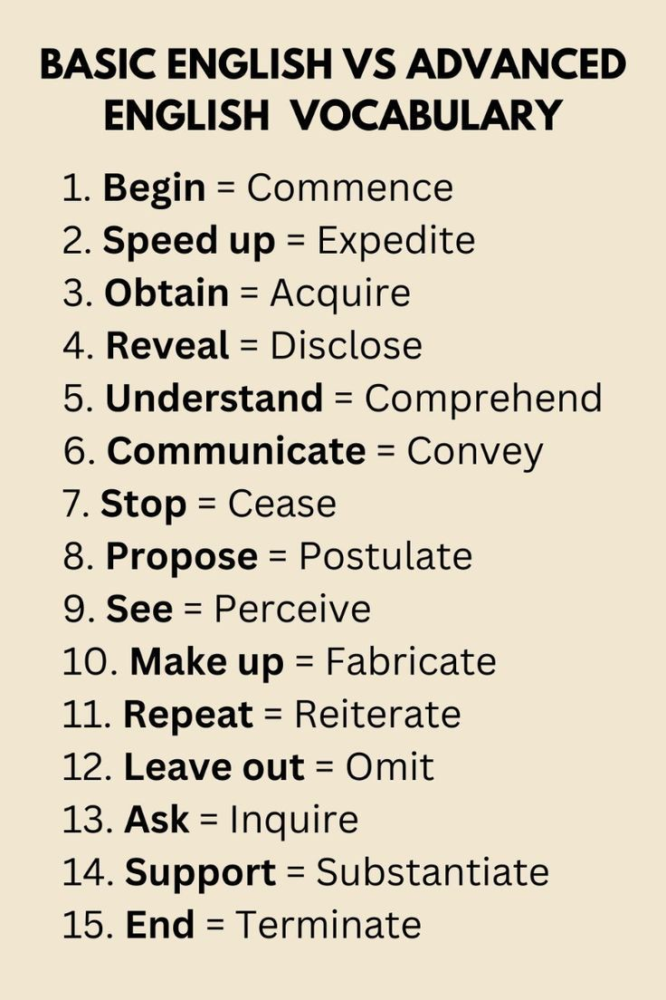 BASIC ENGLISH VS ADVANCED
ENGLISH VOCABULARY
1. Begin = Commence
2. Speed up = Expedite
3. Obtain = Acquire
4. Reveal = Disclose
5. Understand = Comprehend
6. Communicate = Convey
7. Stop = Cease
8. Propose = Postulate
9. See = Perceive
10. Make up = Fabricate
11. Repeat = Reiterate
12. Leave out = Omit
13. Ask = Inquire
14. Support = Substantiate
15. End = Terminate